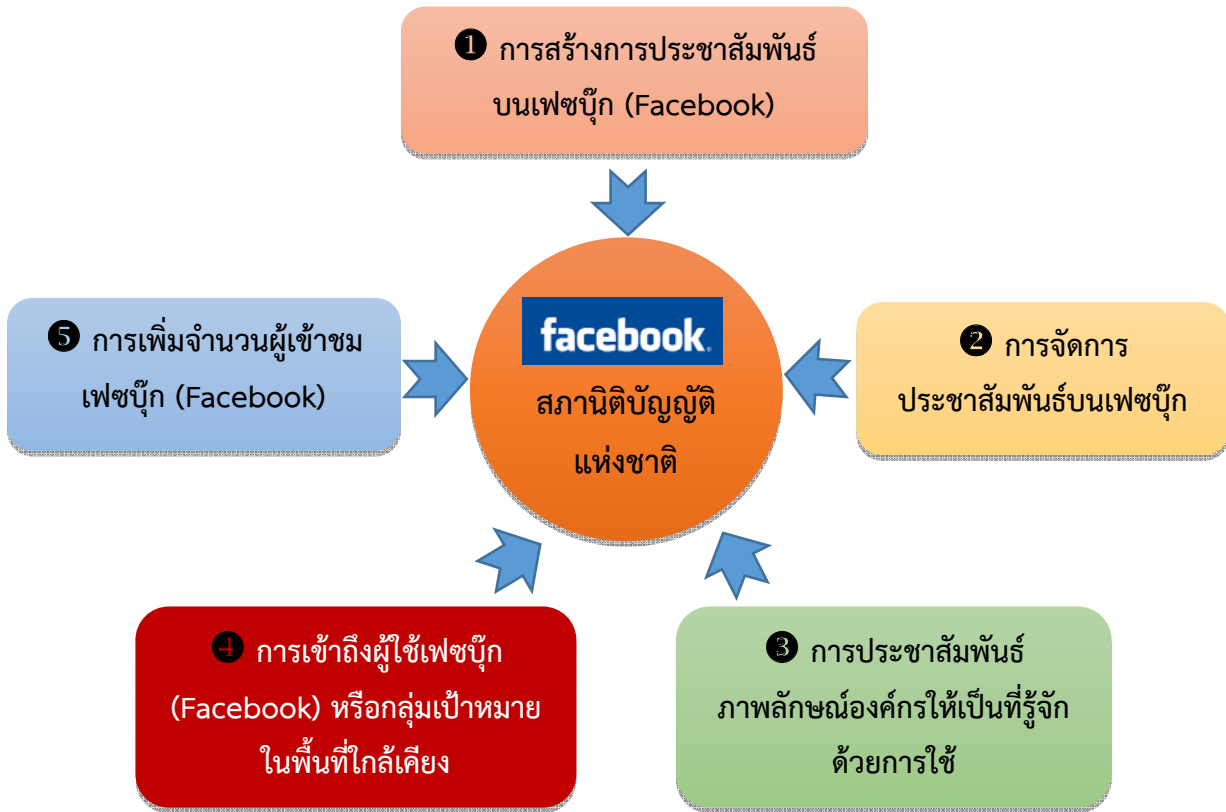 ❶ การสร้างการประชาสัมพันธ์
บนเฟซบุ๊ก (Facebook)
facebook.
สภานิติบัญญัติ
แห่งชาติ
❷ การจัดการ
ประชาสัมพันธ์บนเฟซบุ๊ก
❸ การประชาสัมพันธ์
ภาพลักษณ์องค์กรให้เป็นที่รู้จัก
ด้วยการใช้
❹ การเข้าถึงผู้ใช้เฟซบุ๊ก
(Facebook) หรือกลุ่มเป้าหมาย
ในพื้นที่ใกล้เคียง
❺ การเพิ่มจำนวนผู้เข้าชม
เฟซบุ๊ก (Facebook)